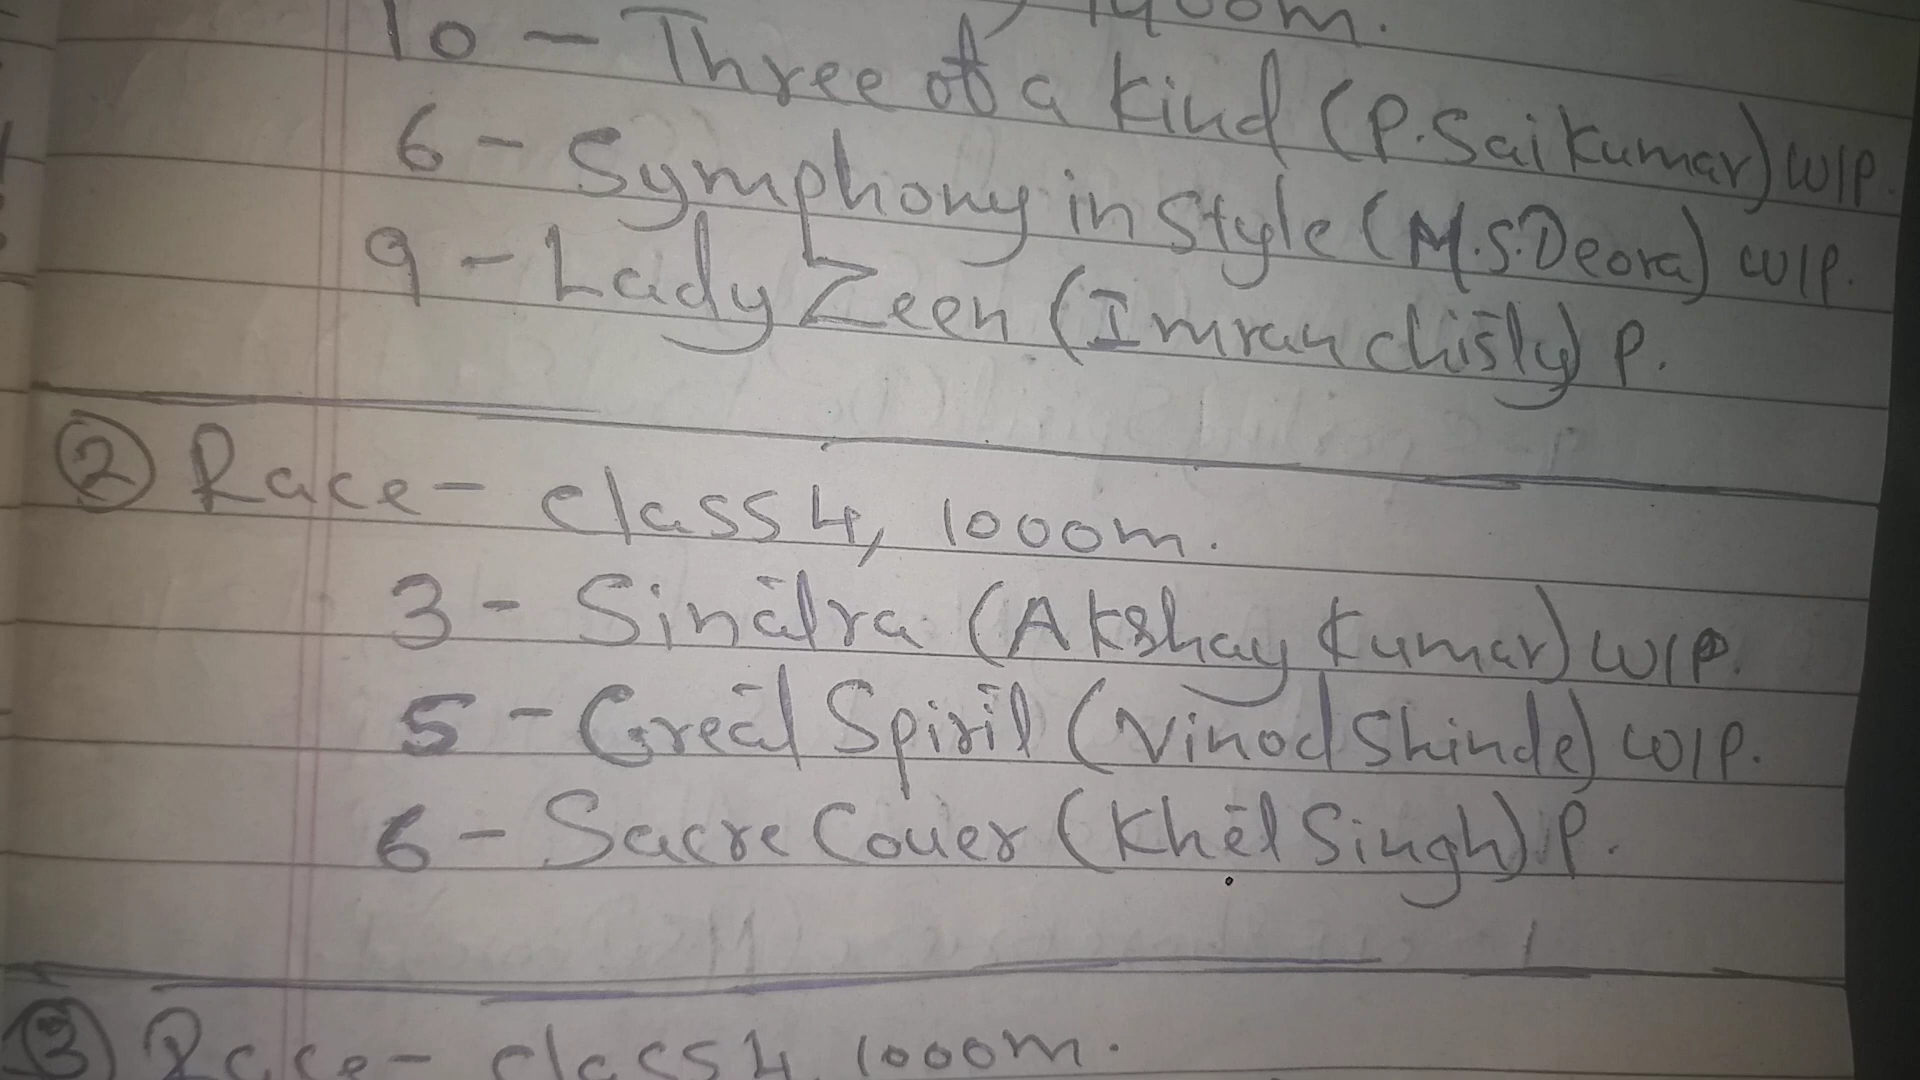 1400m.
10 - Three of a Kind (P. Sai Kumar) W/P.
6 - Symphony in Style (M.S. Deora) W/P.
9 - Lady Zeen (Imran Chisty) P.
② Race - class 4, 1000m.
3 - Sinatra (Akshay Kumar) W/P.
5 - Great Spirit (Vinod Shinde) W/P.
6 - Sacre Couer (Khet Singh) P.
③ Race - class 4, 1000m.